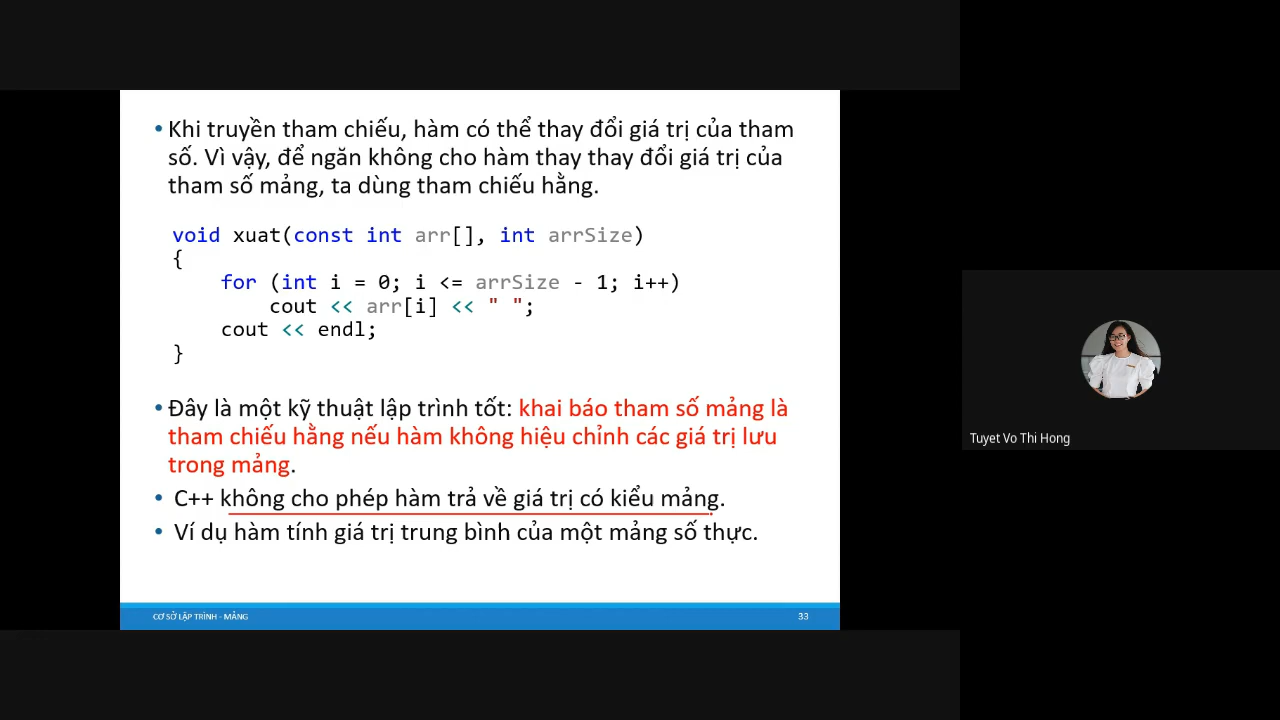 • Khi truyền tham chiếu, hàm có thể thay đổi giá trị của tham
số. Vì vậy, để ngăn không cho hàm thay thay đổi giá trị của
tham số mảng, ta dùng tham chiếu hằng.
void xuat(const int arr[], int arrSize)
{
    for (int i = 0; i <= arrSize - 1; i++)
        cout << arr[i] << " ";
    cout << endl;
}
• Đây là một kỹ thuật lập trình tốt: khai báo tham số mảng là
tham chiếu hằng nếu hàm không hiệu chỉnh các giá trị lưu
trong mảng.
• C++ không cho phép hàm trả về giá trị có kiểu mảng.
• Ví dụ hàm tính giá trị trung bình của một mảng số thực.
CƠ SỞ LẬP TRÌNH - MẢNG 33
Tuyet Vo Thi Hong